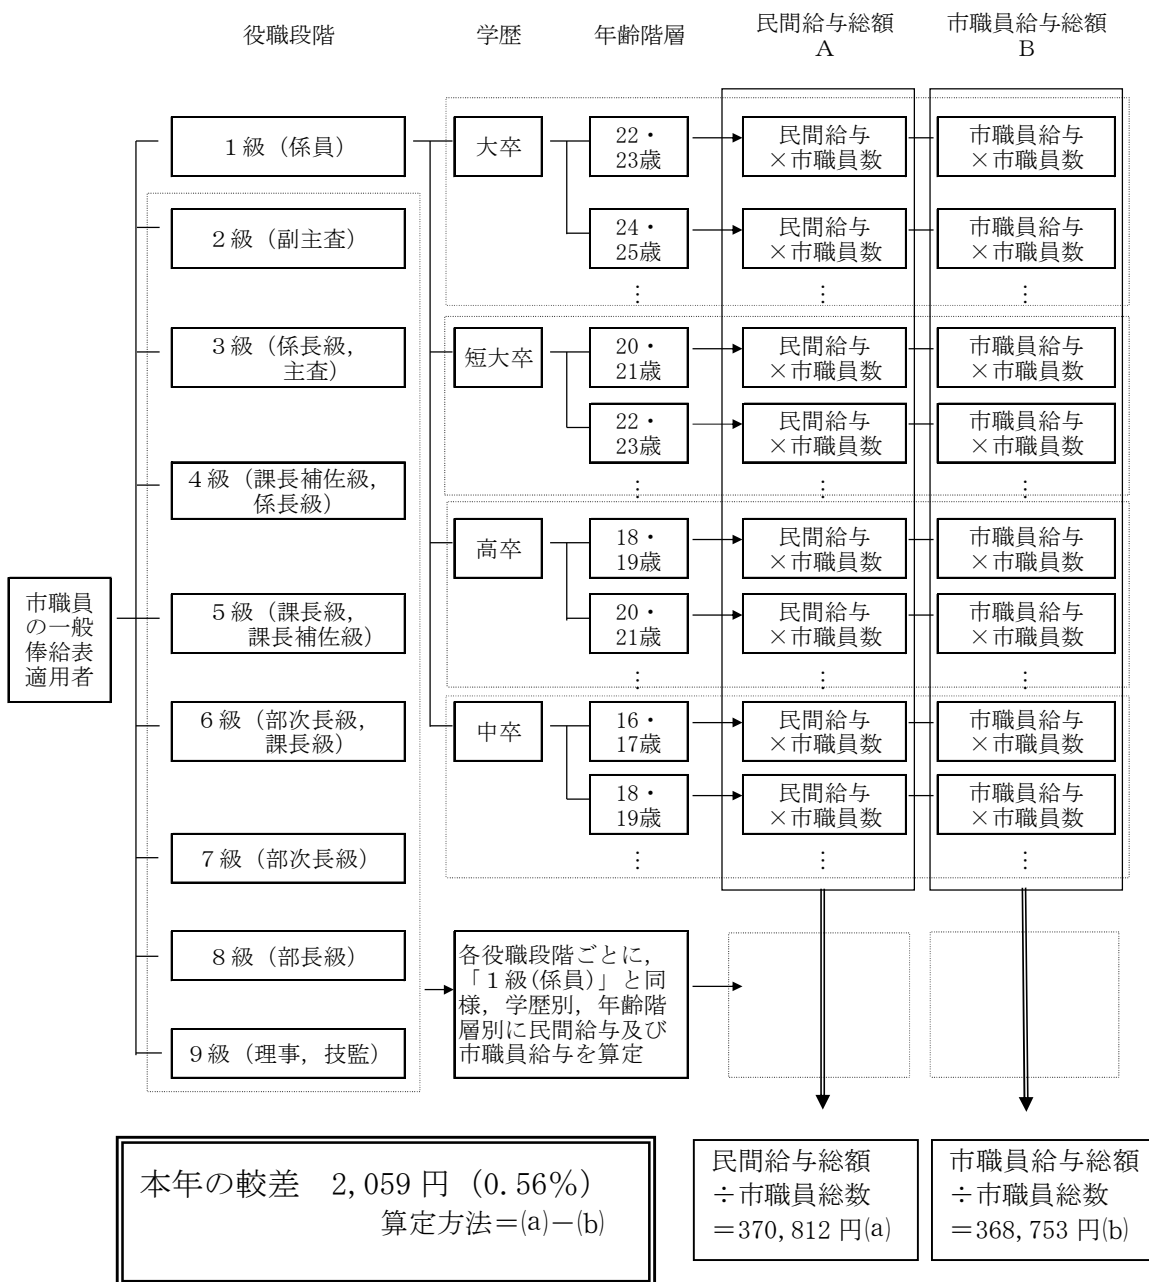 役職段階
学歴
年齢階層
民間給与総額
A
市職員給与総額
B
市職員
の一般
俸給表
適用者
1級（係員）
2級（副主査）
3級（係長級，
主査）
4級（課長補佐級，
係長級）
5級（課長級，
課長補佐級）
6級（部次長級，
課長級）
7級（部次長級）
8級（部長級）
9級（理事，技監）
大卒
22・
23歳
民間給与
×市職員数
市職員給与
×市職員数
24・
25歳
民間給与
×市職員数
市職員給与
×市職員数
⋮ ⋮ ⋮
短大卒
20・
21歳
民間給与
×市職員数
市職員給与
×市職員数
22・
23歳
民間給与
×市職員数
市職員給与
×市職員数
⋮ ⋮ ⋮
高卒
18・
19歳
民間給与
×市職員数
市職員給与
×市職員数
20・
21歳
民間給与
×市職員数
市職員給与
×市職員数
⋮ ⋮ ⋮
中卒
16・
17歳
民間給与
×市職員数
市職員給与
×市職員数
18・
19歳
民間給与
×市職員数
市職員給与
×市職員数
⋮ ⋮ ⋮
各役職段階ごとに，
「1級(係員)」と同
様，学歴別，年齢階
層別に民間給与及び
市職員給与を算定
本年の較差　2,059円（0.56％）
算定方法＝(a)－(b)
民間給与総額
÷市職員総数
＝370,812円(a)
市職員給与総額
÷市職員総数
＝368,753円(b)